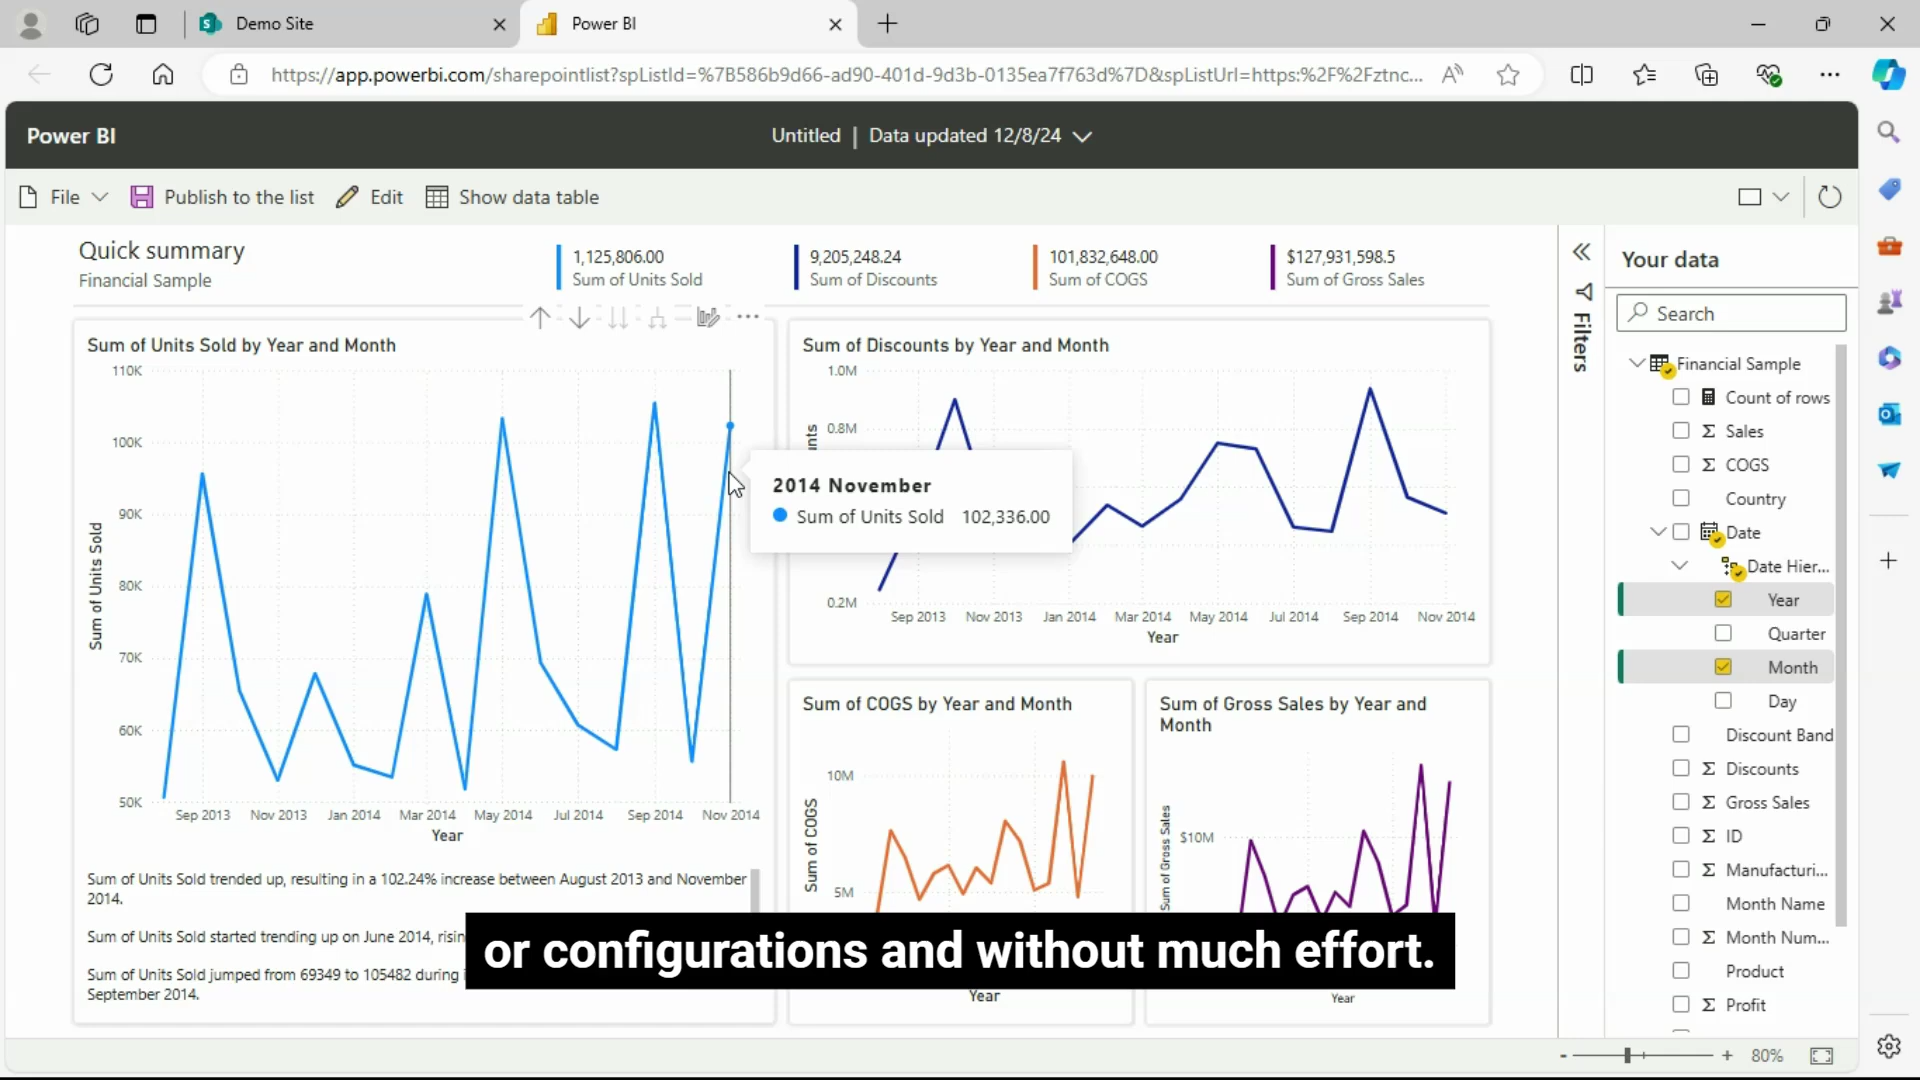 Demo Site
Power BI
https://app.powerbi.com/sharepointlist?spListId=%7B586b9d66-ad90-401d-9d3b-0135ea7f763d%7D&spListUrl=https:%2F%2Fztnc...
Power BI
Untitled | Data updated 12/8/24
File
Publish to the list
Edit
Show data table
Quick summary
Financial Sample
1,125,806.00
Sum of Units Sold
9,205,248.24
Sum of Discounts
101,832,648.00
Sum of COGS
$127,931,598.5
Sum of Gross Sales
Sum of Units Sold by Year and Month
110K
100K
90K
80K
70K
60K
50K
Sum of Units Sold
Sep 2013 Nov 2013 Jan 2014 Mar 2014 May 2014 Jul 2014 Sep 2014 Nov 2014
Year
Sum of Units Sold trended up, resulting in a 102.24% increase between August 2013 and November
2014.
Sum of Units Sold started trending up on June 2014, risin
Sum of Units Sold jumped from 69349 to 105482 during
September 2014.
2014 November
Sum of Units Sold 102,336.00
Sum of Discounts by Year and Month
1.0M
0.8M
0.2M
unts
Sep 2013 Nov 2013 Jan 2014 Mar 2014 May 2014 Jul 2014 Sep 2014 Nov 2014
Year
Sum of COGS by Year and Month
10M
5M
Sum of COGS
Year
Sum of Gross Sales by Year and
Month
$10M
Sum of Gross Sales
Year
or configurations and without much effort.
Filters
Your data
Search
Financial Sample
Count of rows
Sales
COGS
Country
Date
Date Hier...
Year
Quarter
Month
Day
Discount Band
Discounts
Gross Sales
ID
Manufacturi...
Month Name
Month Num...
Product
Profit
- + 80%